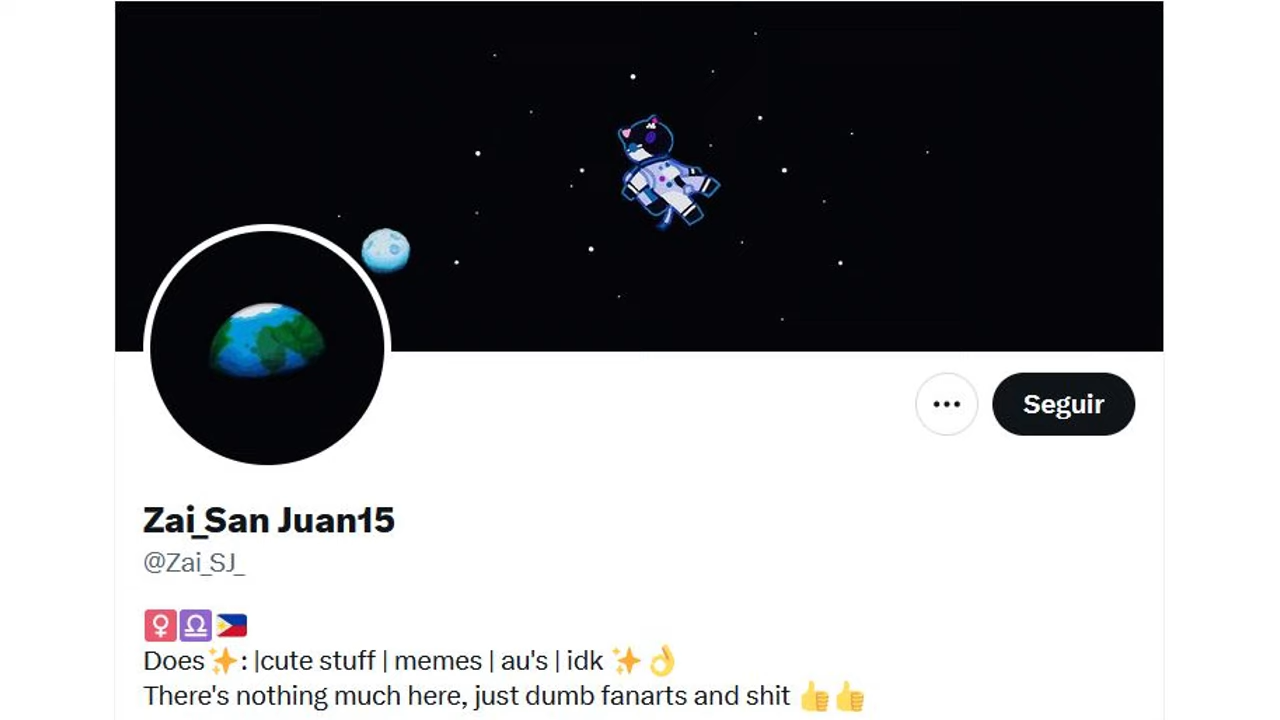 Seguir
Zai_San Juan15
@Zai_SJ_
♀️♎🇵🇭
Does✨: |cute stuff | memes | au's | idk ✨👌
There's nothing much here, just dumb fanarts and shit 👍👍